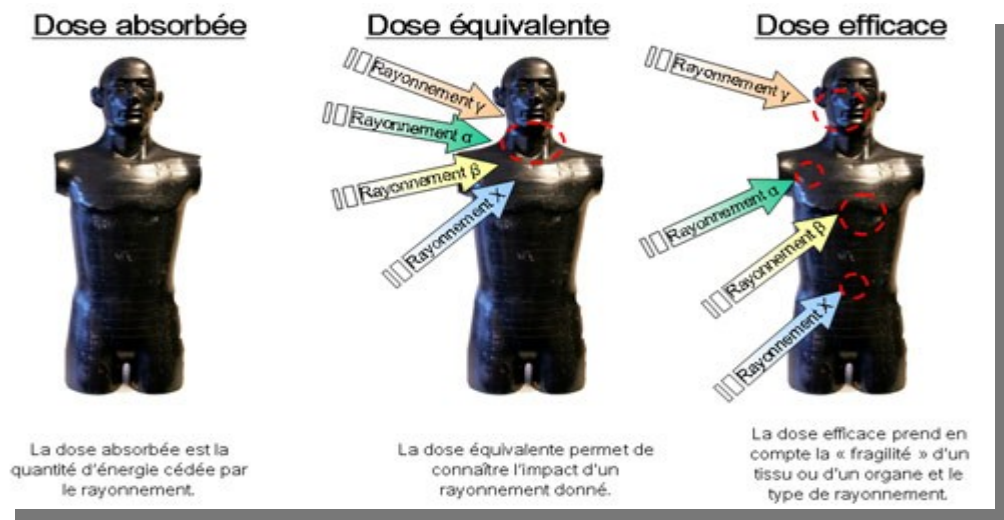 Dose absorbée
Dose équivalente
Dose efficace
Rayonnement γ
Rayonnement α
Rayonnement β
Rayonnement X
Rayonnement γ
Rayonnement α
Rayonnement β
Rayonnement X
La dose absorbée est la
quantité d’énergie cédée par
le rayonnement.
La dose équivalente permet de
connaître l’impact d’un
rayonnement donné.
La dose efficace prend en
compte la « fragilité » d’un
tissu ou d’un organe et le
type de rayonnement.